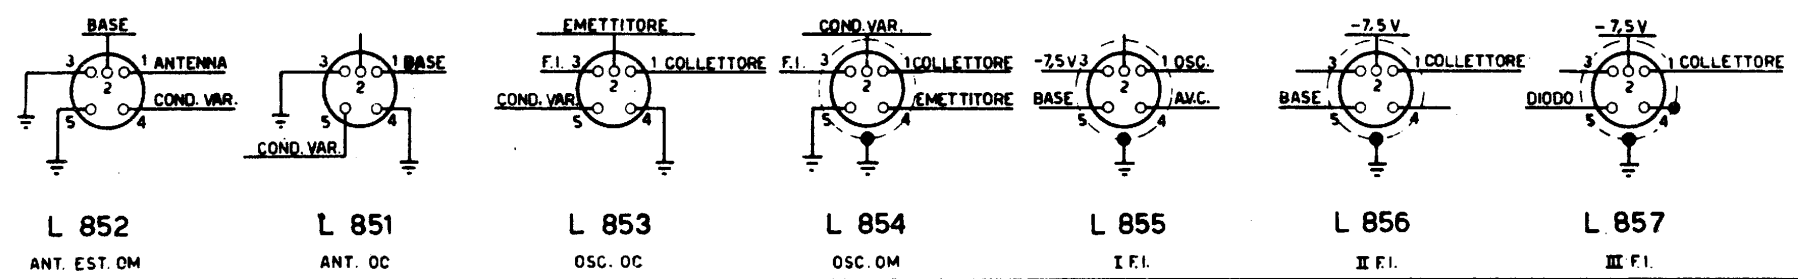 BASE
3 1 ANTENNA
2
COND. VAR.
5 4
L 852
ANT. EST. OM
3 1 BASE
2
5 4
COND. VAR.
L 851
ANT. OC
EMETTITORE
F.I. 3 1 COLLETTORE
2
COND. VAR.
5 4
L 853
OSC. OC
COND. VAR.
F.I. 3 1 COLLETTORE
2
EMETTITORE
5 4
L 854
OSC. OM
-7,5V 3 1 OSC.
2
BASE A.V.C.
5 4
L 855
I F.I.
-7,5 V
3 1 COLLETTORE
2
BASE
5 4
L 856
II F.I.
-7,5 V
3 1 COLLETTORE
2
DIODO
5 4
L 857
III F.I.